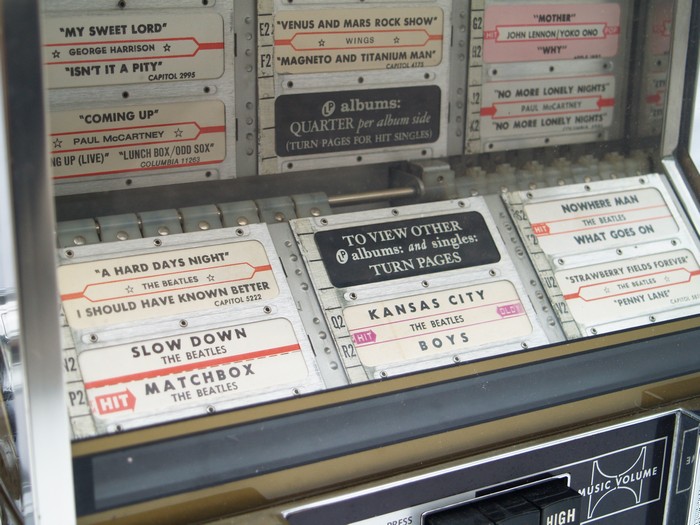 "MY SWEET LORD"
GEORGE HARRISON
"ISN'T IT A PITY"
CAPITOL 2995
"COMING UP"
PAUL McCARTNEY
NG UP (LIVE)" "LUNCH BOX/ODD SOX"
COLUMBIA 11263
E2
F2
"VENUS AND MARS ROCK SHOW"
WINGS
"MAGNETO AND TITANIUM MAN"
CAPITOL 4175
LP albums:
QUARTER per album side
(TURN PAGES FOR HIT SINGLES)
G2
H2
"MOTHER"
JOHN LENNON/YOKO ONO
"WHY"
"NO MORE LONELY NIGHTS"
PAUL McCARTNEY
"NO MORE LONELY NIGHTS"
"A HARD DAYS NIGHT"
THE BEATLES
I SHOULD HAVE KNOWN BETTER
CAPITOL 5222
N2
P2
SLOW DOWN
THE BEATLES
HIT
MATCHBOX
THE BEATLES
TO VIEW OTHER
LP albums: and singles:
TURN PAGES
Q2
R2
KANSAS CITY
HIT THE BEATLES OLDIE
BOYS
NOWHERE MAN
HIT THE BEATLES
WHAT GOES ON
"STRAWBERRY FIELDS FOREVER"
THE BEATLES
"PENNY LANE"
PRESS
HIGH
MUSIC VOLUME